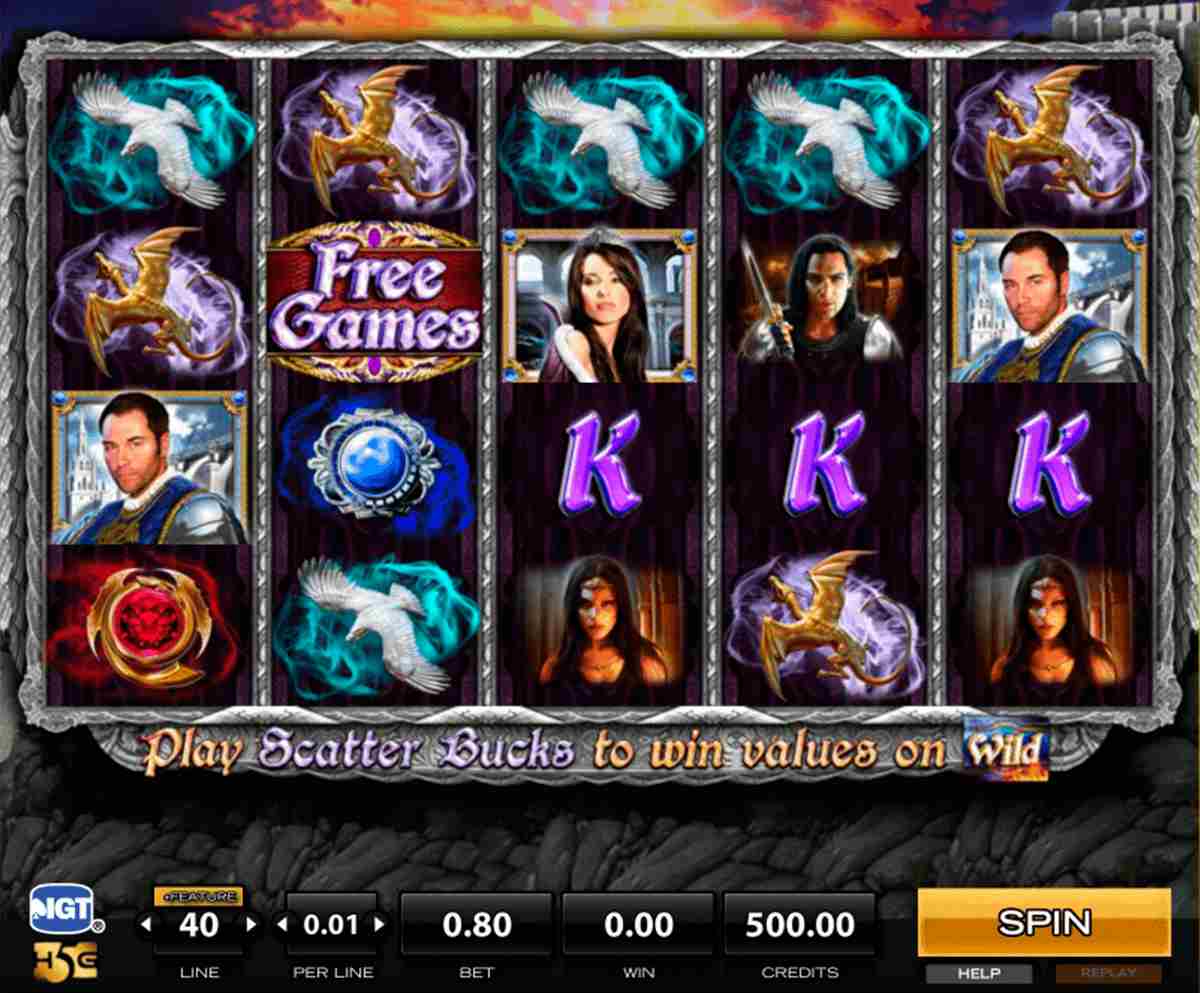 Free
Games
K K K
Play Scatter Bucks to win values on Wild
IGT®
+FEATURE
40 0.01 0.80 0.00 500.00 SPIN
H5G
LINE PER LINE BET WIN CREDITS HELP REPLAY